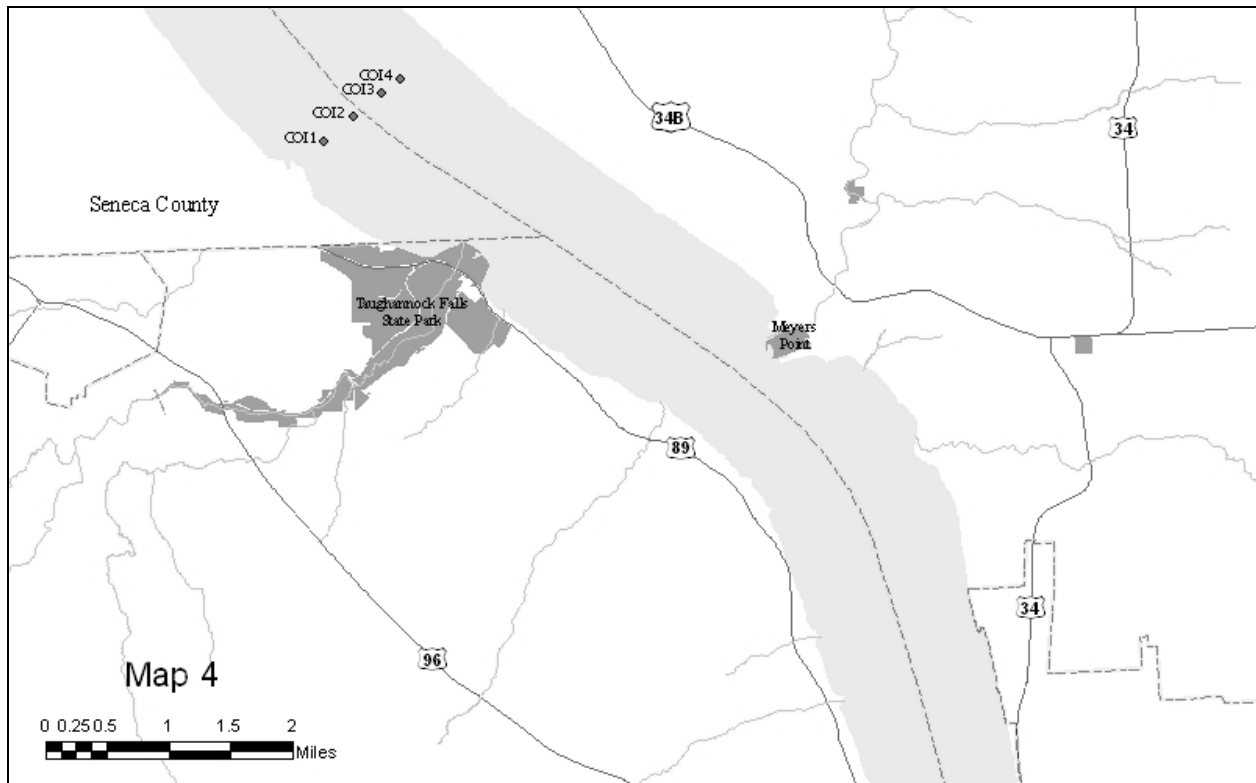 COI4
COI3
COI2
COI1
34B
34
Seneca County
Taughannock Falls
State Park
Meyers
Point
89
34
96
Map 4
0 0.25 0.5 1 1.5 2
Miles